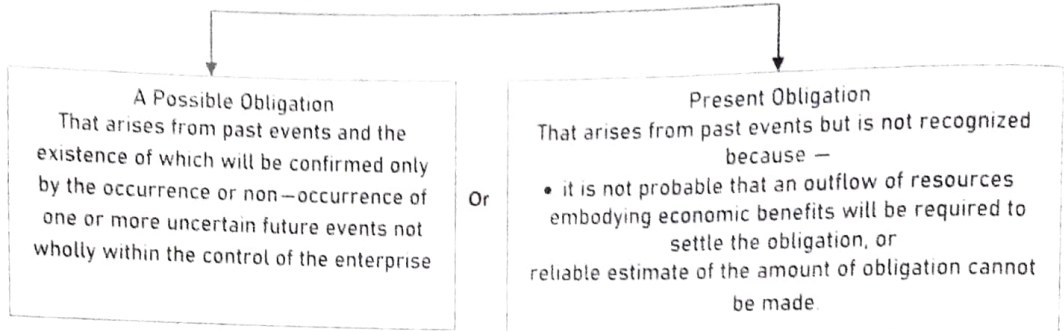 A Possible Obligation
That arises from past events and the
existence of which will be confirmed only
by the occurrence or non-occurrence of
one or more uncertain future events not
wholly within the control of the enterprise
Or
Present Obligation
That arises from past events but is not recognized
because –
• it is not probable that an outflow of resources
embodying economic benefits will be required to
settle the obligation, or
reliable estimate of the amount of obligation cannot
be made.